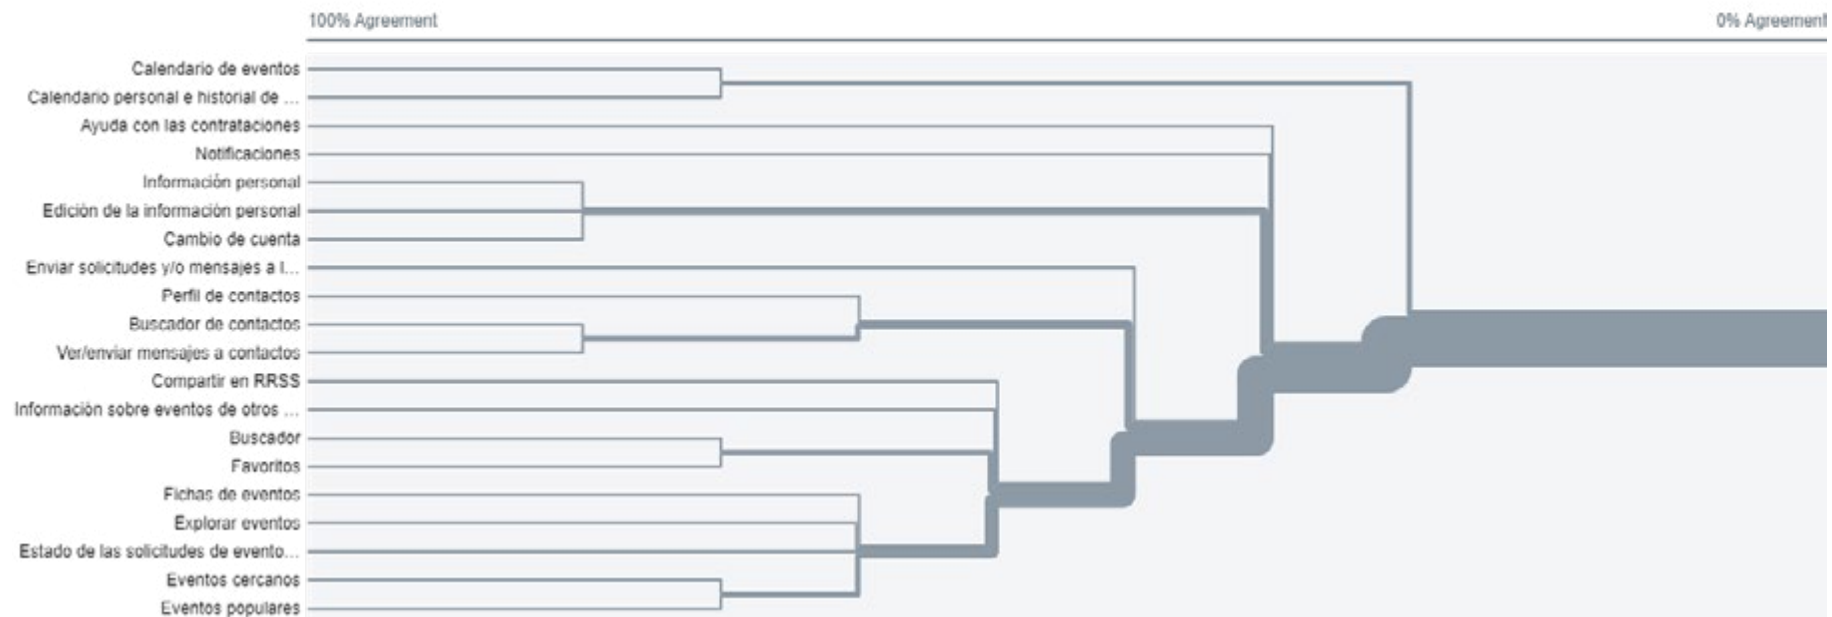 100% Agreement 0% Agreement
Calendario de eventos
Calendario personal e historial de ...
Ayuda con las contrataciones
Notificaciones
Información personal
Edición de la información personal
Cambio de cuenta
Enviar solicitudes y/o mensajes a l...
Perfil de contactos
Buscador de contactos
Ver/enviar mensajes a contactos
Compartir en RRSS
Información sobre eventos de otros ...
Buscador
Favoritos
Fichas de eventos
Explorar eventos
Estado de las solicitudes de evento...
Eventos cercanos
Eventos populares